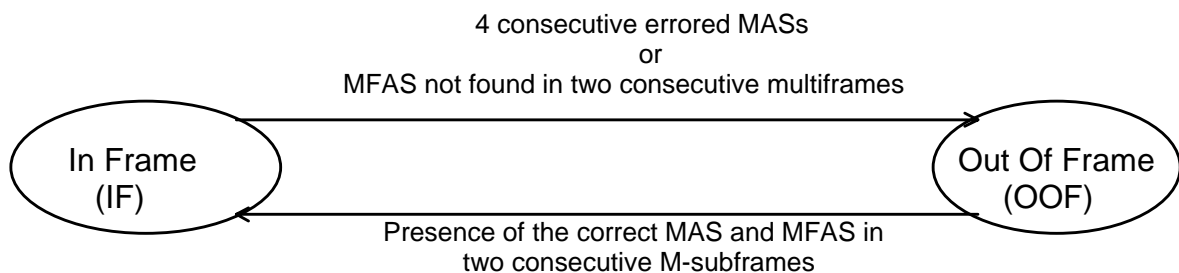 4 consecutive errored MASs
or
MFAS not found in two consecutive multiframes
In Frame
(IF)
Out Of Frame
(OOF)
Presence of the correct MAS and MFAS in
two consecutive M-subframes